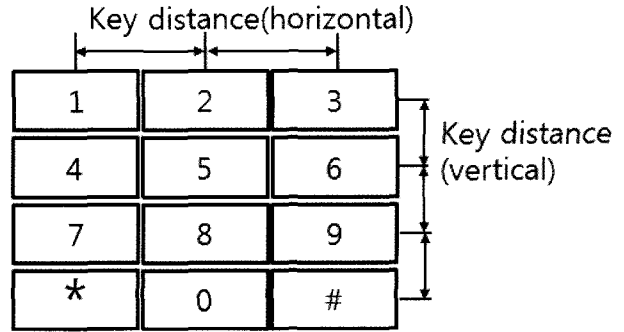 Key distance(horizontal)
1 2 3
Key distance
(vertical)
4 5 6
7 8 9
* 0 #